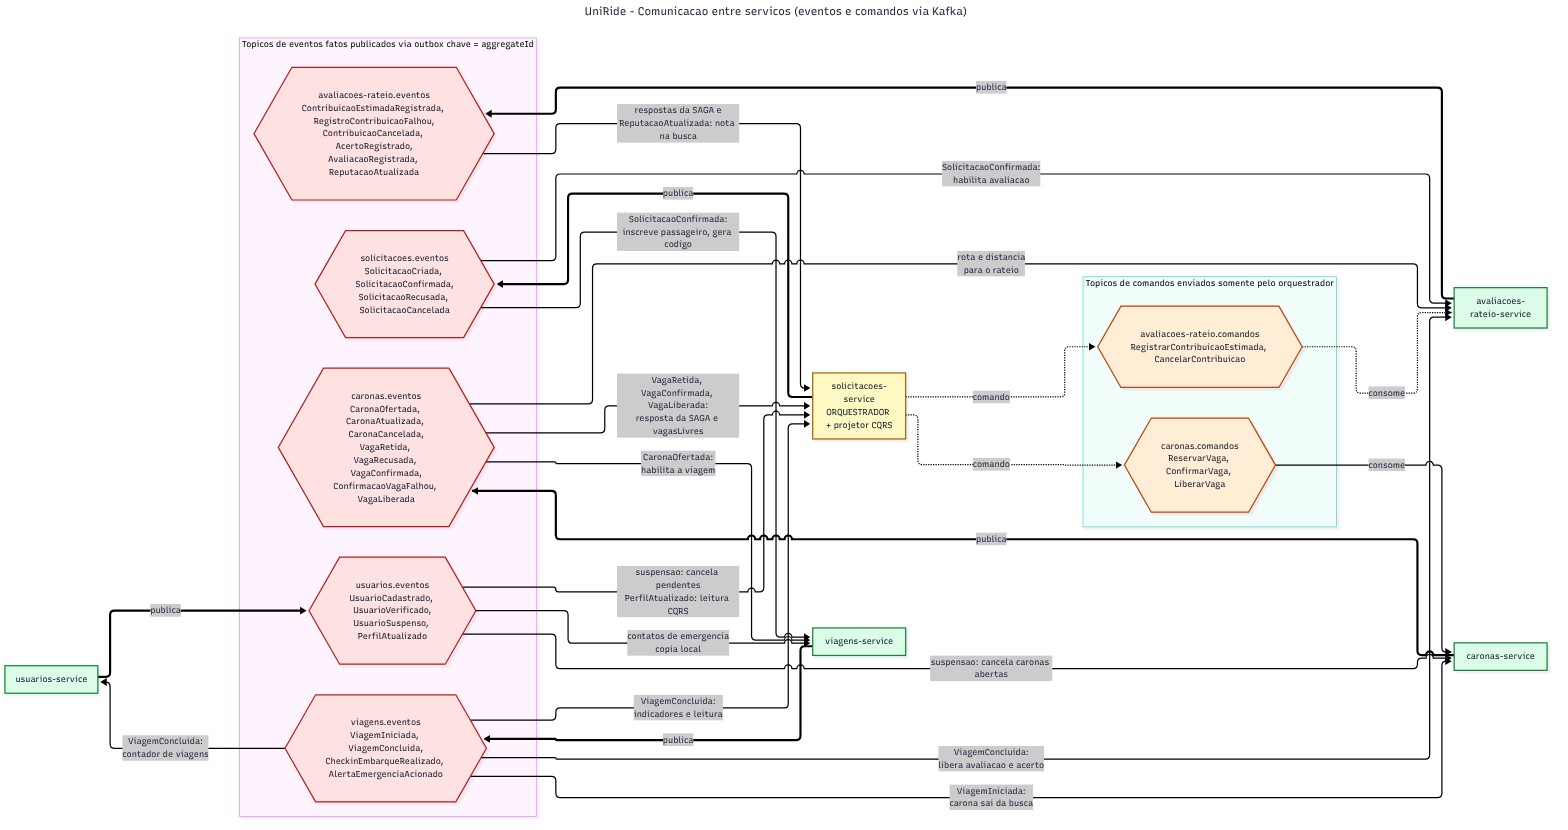 UniRide - Comunicacao entre servicos (eventos e comandos via Kafka)
Topicos de eventos fatos publicados via outbox chave = aggregateId
avaliacoes-rateio.eventos
ContribuicaoEstimadaRegistrada,
RegistroContribuicaoFalhou,
ContribuicaoCancelada,
AcertoRegistrado,
AvaliacaoRegistrada,
ReputacaoAtualizada
publica
respostas da SAGA e
ReputacaoAtualizada: nota
na busca
SolicitacaoConfirmada:
habilita avaliacao
publica
SolicitacaoConfirmada:
inscreve passageiro, gera
codigo
solicitacoes.eventos
SolicitacaoCriada,
SolicitacaoConfirmada,
SolicitacaoRecusada,
SolicitacaoCancelada
rota e distancia
para o rateio
Topicos de comandos enviados somente pelo orquestrador
avaliacoes-rateio.comandos
RegistrarContribuicaoEstimada,
CancelarContribuicao
avaliacoes-
rateio-service
caronas.eventos
CaronaOfertada,
CaronaAtualizada,
CaronaCancelada,
VagaRetida,
VagaRecusada,
VagaConfirmada,
ConfirmacaoVagaFalhou,
VagaLiberada
VagaRetida,
VagaConfirmada,
VagaLiberada:
resposta da SAGA e
vagasLivres
solicitacoes-
service
ORQUESTRADOR
+ projetor CQRS
comando
consome
CaronaOfertada:
habilita a viagem
comando
caronas.comandos
ReservarVaga,
ConfirmarVaga,
LiberarVaga
consome
publica
usuarios.eventos
UsuarioCadastrado,
UsuarioVerificado,
UsuarioSuspenso,
PerfilAtualizado
suspensao: cancela
pendentes
PerfilAtualizado: leitura
CQRS
publica
contatos de emergencia
copia local
viagens-service
suspensao: cancela caronas
abertas
caronas-service
usuarios-service
viagens.eventos
ViagemIniciada,
ViagemConcluida,
CheckinEmbarqueRealizado,
AlertaEmergenciaAcionado
ViagemConcluida:
indicadores e leitura
publica
ViagemConcluida:
contador de viagens
ViagemConcluida:
libera avaliacao e acerto
ViagemIniciada:
carona sai da busca